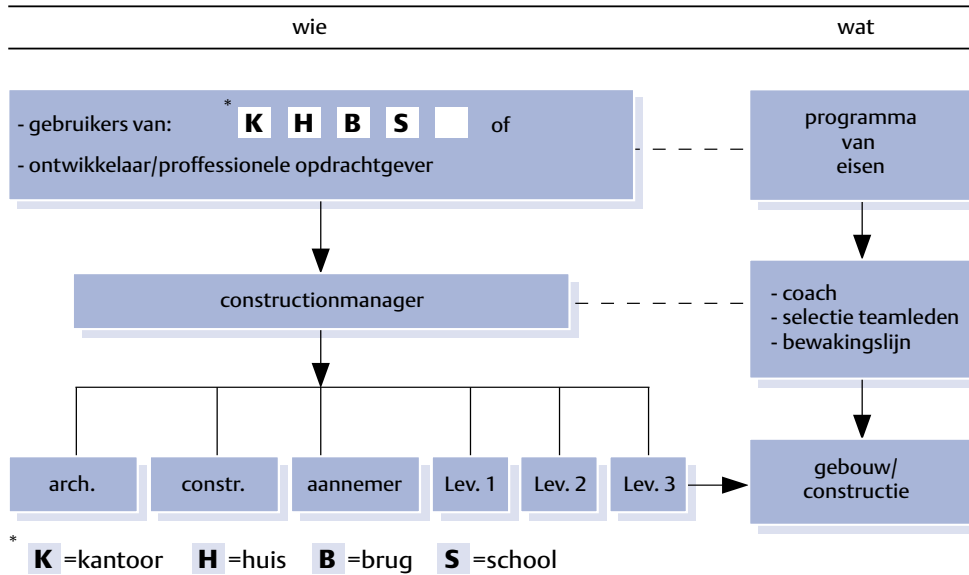 wie
wat
* K H B S
- gebruikers van: of
- ontwikkelaar/proffessionele opdrachtgever
programma
van
eisen
constructionmanager
- coach
- selectie teamleden
- bewakingslijn
arch.
constr.
aannemer
Lev. 1
Lev. 2
Lev. 3
gebouw/
constructie
* K =kantoor H =huis B =brug S =school